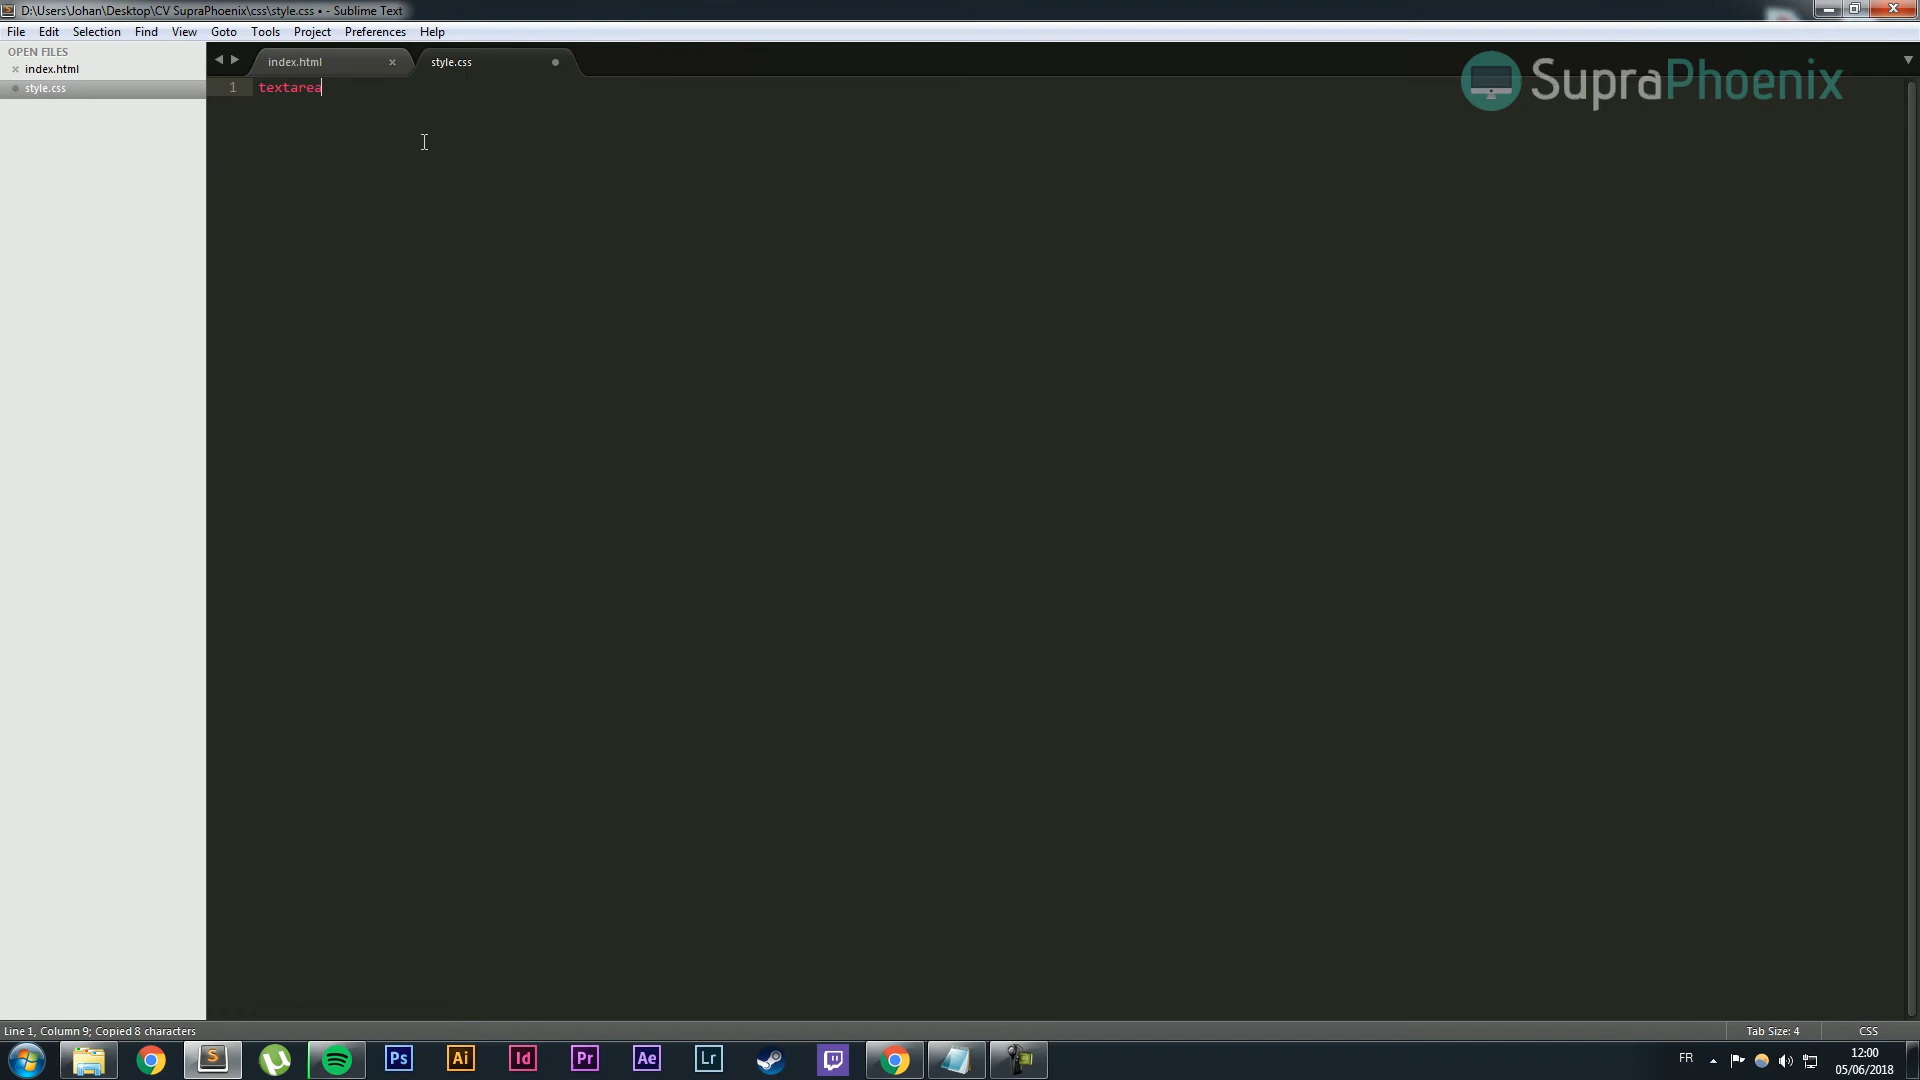 D:\Users\Johan\Desktop\CV SupraPhoenix\css\style.css • - Sublime Text
File Edit Selection Find View Goto Tools Project Preferences Help
OPEN FILES
index.html
style.css
index.html
style.css
SupraPhoenix
1 textarea
Line 1, Column 9; Copied 8 characters
Tab Size: 4
CSS
Ps
Ai
Id
Pr
Ae
Lr
FR
12:00
05/06/2018